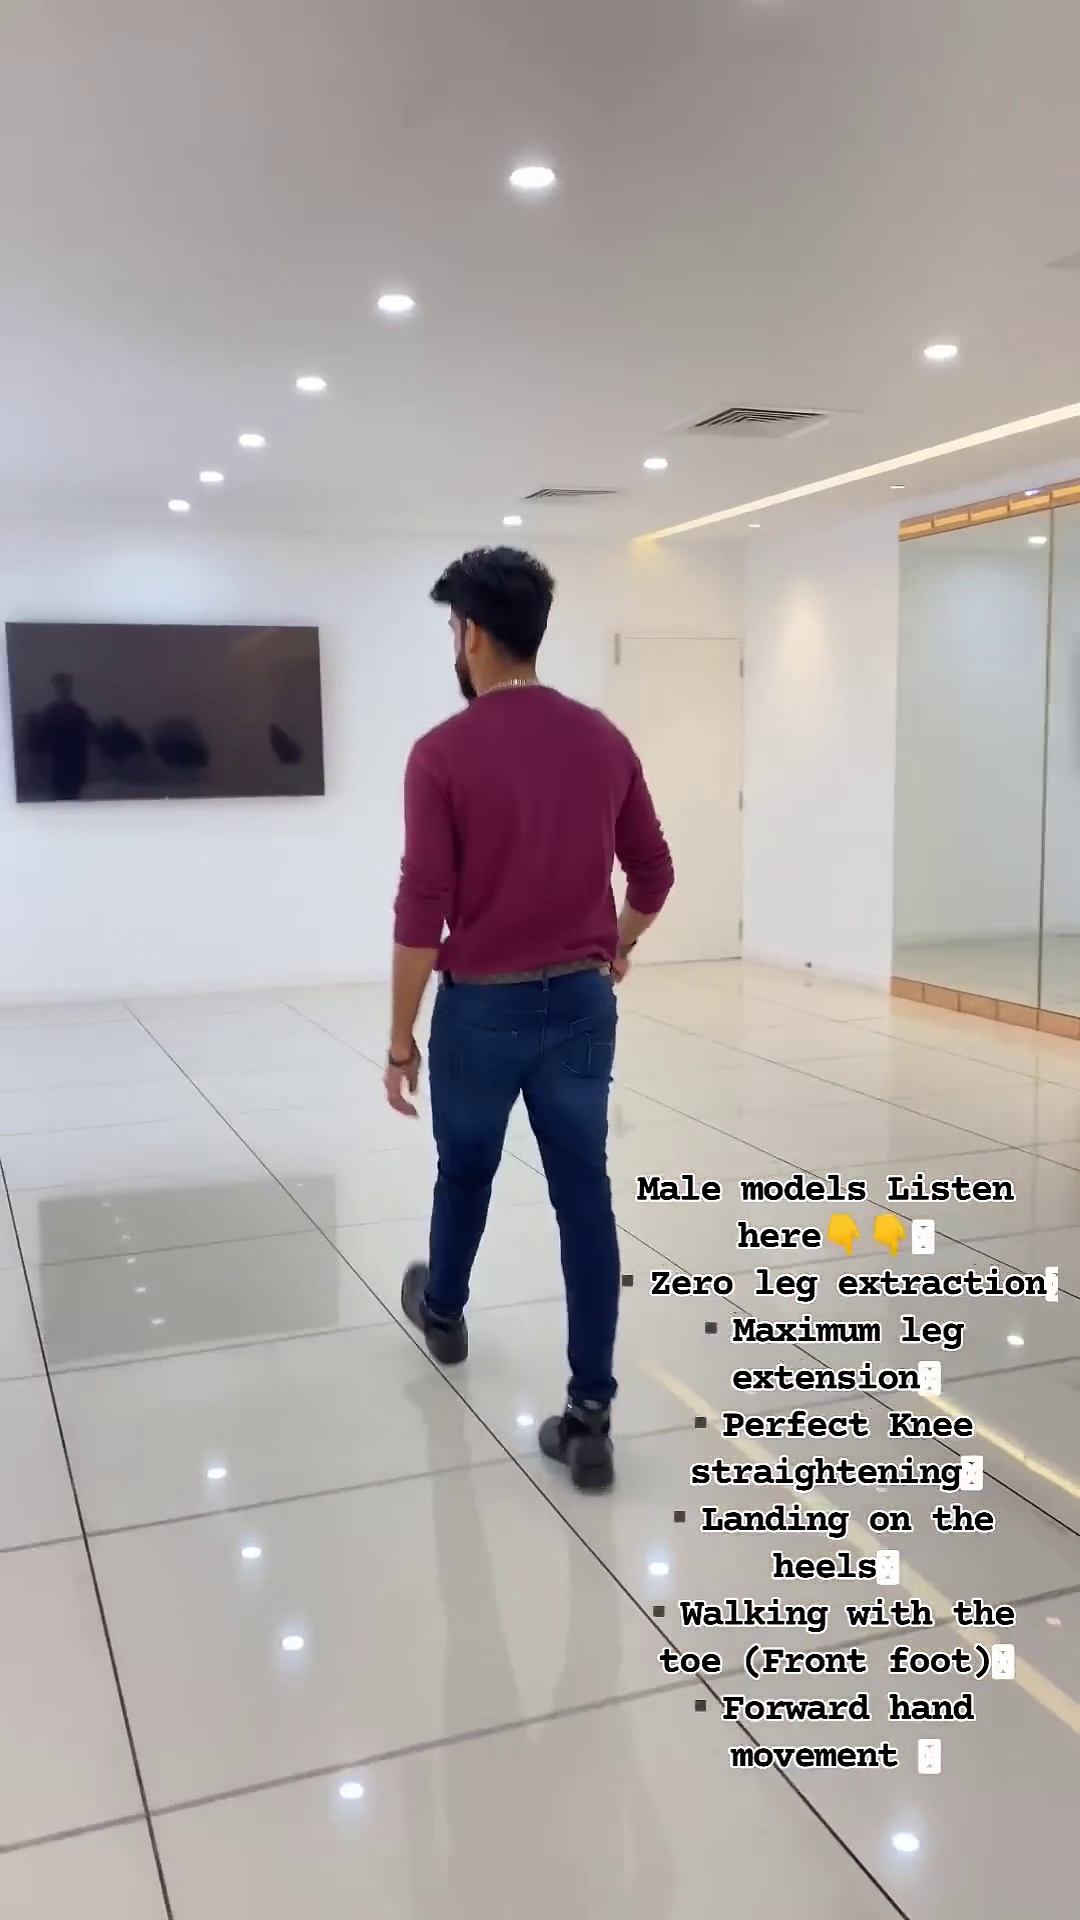 Male models Listen
here👇👇
▪ Zero leg extraction
▪ Maximum leg
extension
▪ Perfect Knee
straightening
▪ Landing on the
heels
▪ Walking with the
toe (Front foot)
▪ Forward hand
movement